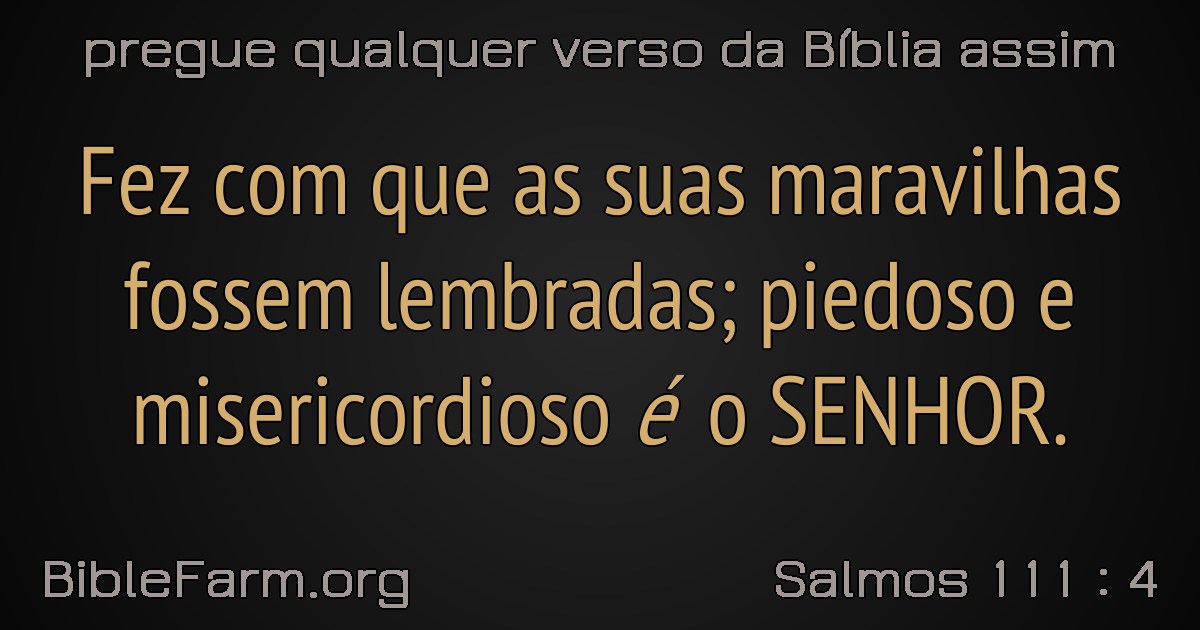 pregue qualquer verso da Bíblia assim
Fez com que as suas maravilhas
fossem lembradas; piedoso e
misericordioso é o SENHOR.
BibleFarm.org
Salmos 111 : 4